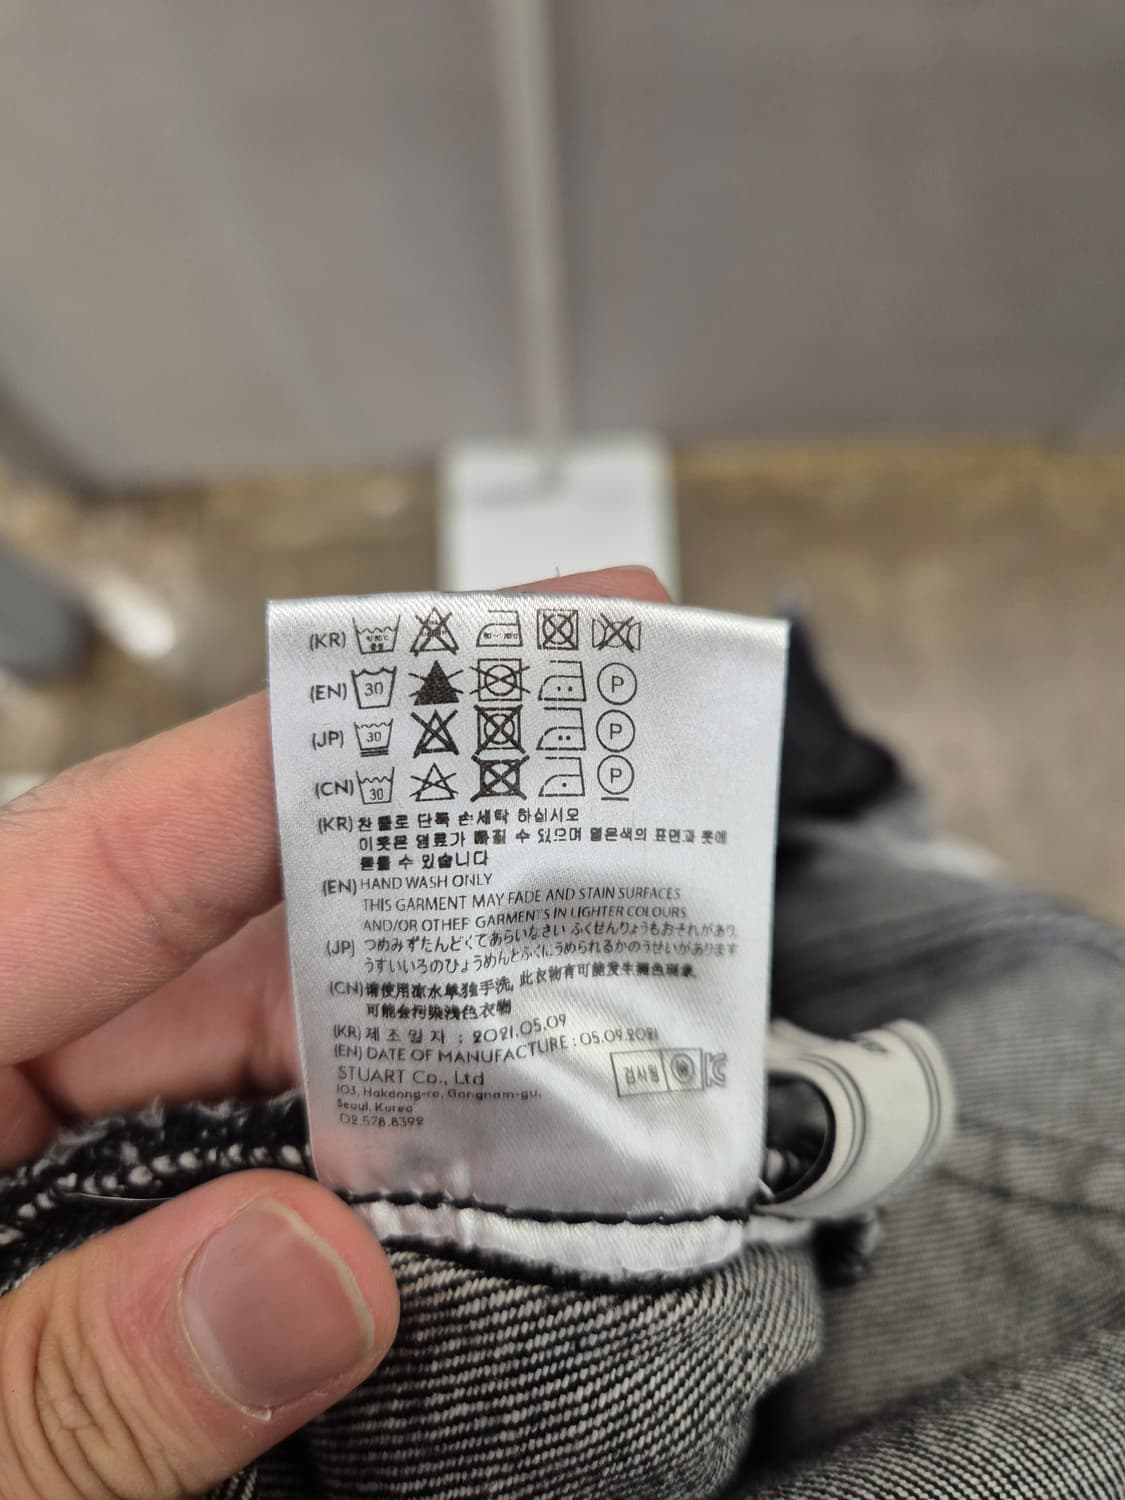 (KR)
(EN) 30 P
(JP) 30 P
(CN) 30 P
(KR) 찬 물로 단독 손세탁 하십시오
이 옷은 염료가 빠질 수 있으며 옅은색의 표면과 옷에
묻을 수 있습니다
(EN) HAND WASH ONLY
THIS GARMENT MAY FADE AND STAIN SURFACES
AND/OR OTHER GARMENTS IN LIGHTER COLOURS
(JP) つめみずたんどくてあらいなさい ふくせんりょうもおそれがあり
うすいいろのひょうめんとふくにうめられるかのうせいがあります
(CN) 请使用凉水单独手洗, 此衣物有可能发生褪色现象,
可能会污染浅色衣物
(KR) 제 조 일 자 : 2021.05.09
(EN) DATE OF MANUFACTURE : 05.09.2021
STUART Co., Ltd
검사필
103, Hakdong-ro, Gangnam-gu,
Seoul, Korea
02.578.8399